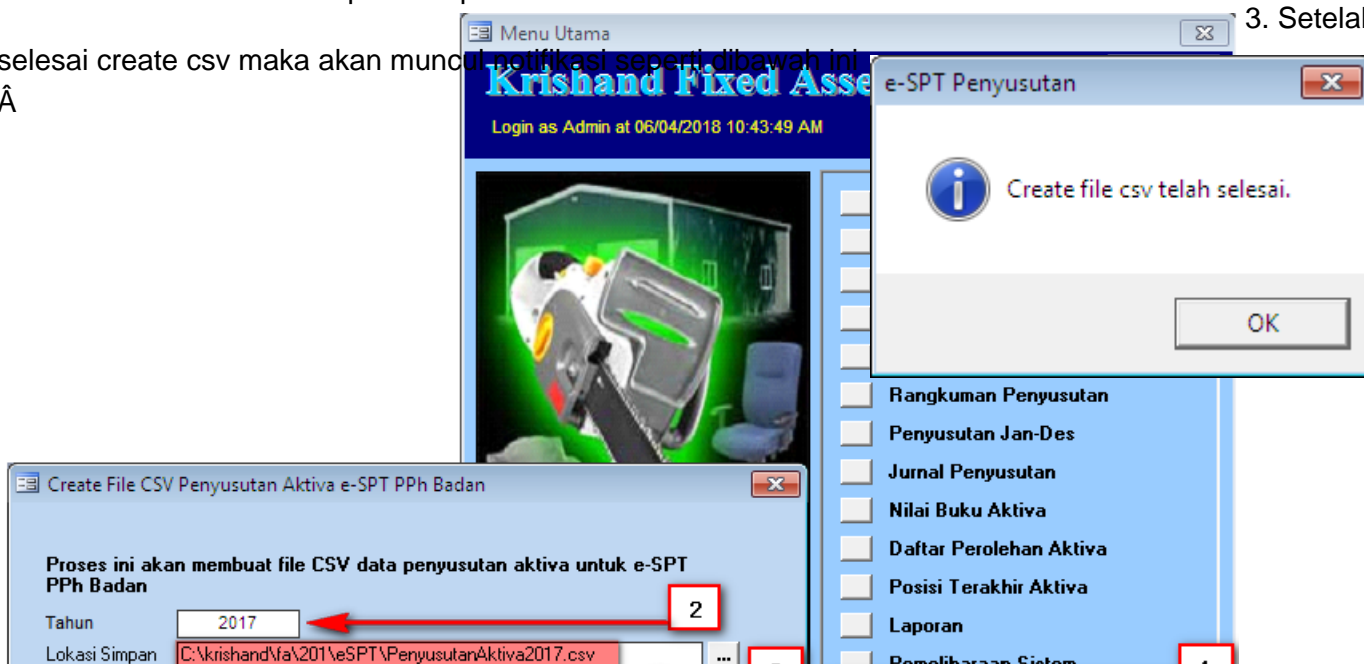 3. Setelah
selesai create csv maka akan muncul notifikasi seperti dibawah ini
Â
Menu Utama
Krishand Fixed Asse
Login as Admin at 06/04/2018 10:43:49 AM
e-SPT Penyusutan
Create file csv telah selesai.
OK
Rangkuman Penyusutan
Penyusutan Jan-Des
Jurnal Penyusutan
Nilai Buku Aktiva
Daftar Perolehan Aktiva
Posisi Terakhir Aktiva
Laporan
Pemeliharaan Sistem
Create File CSV Penyusutan Aktiva e-SPT PPh Badan
Proses ini akan membuat file CSV data penyusutan aktiva untuk e-SPT
PPh Badan
Tahun 2017
2
Lokasi Simpan C:\krishand\fa\201\eSPT\PenyusutanAktiva2017.csv ...